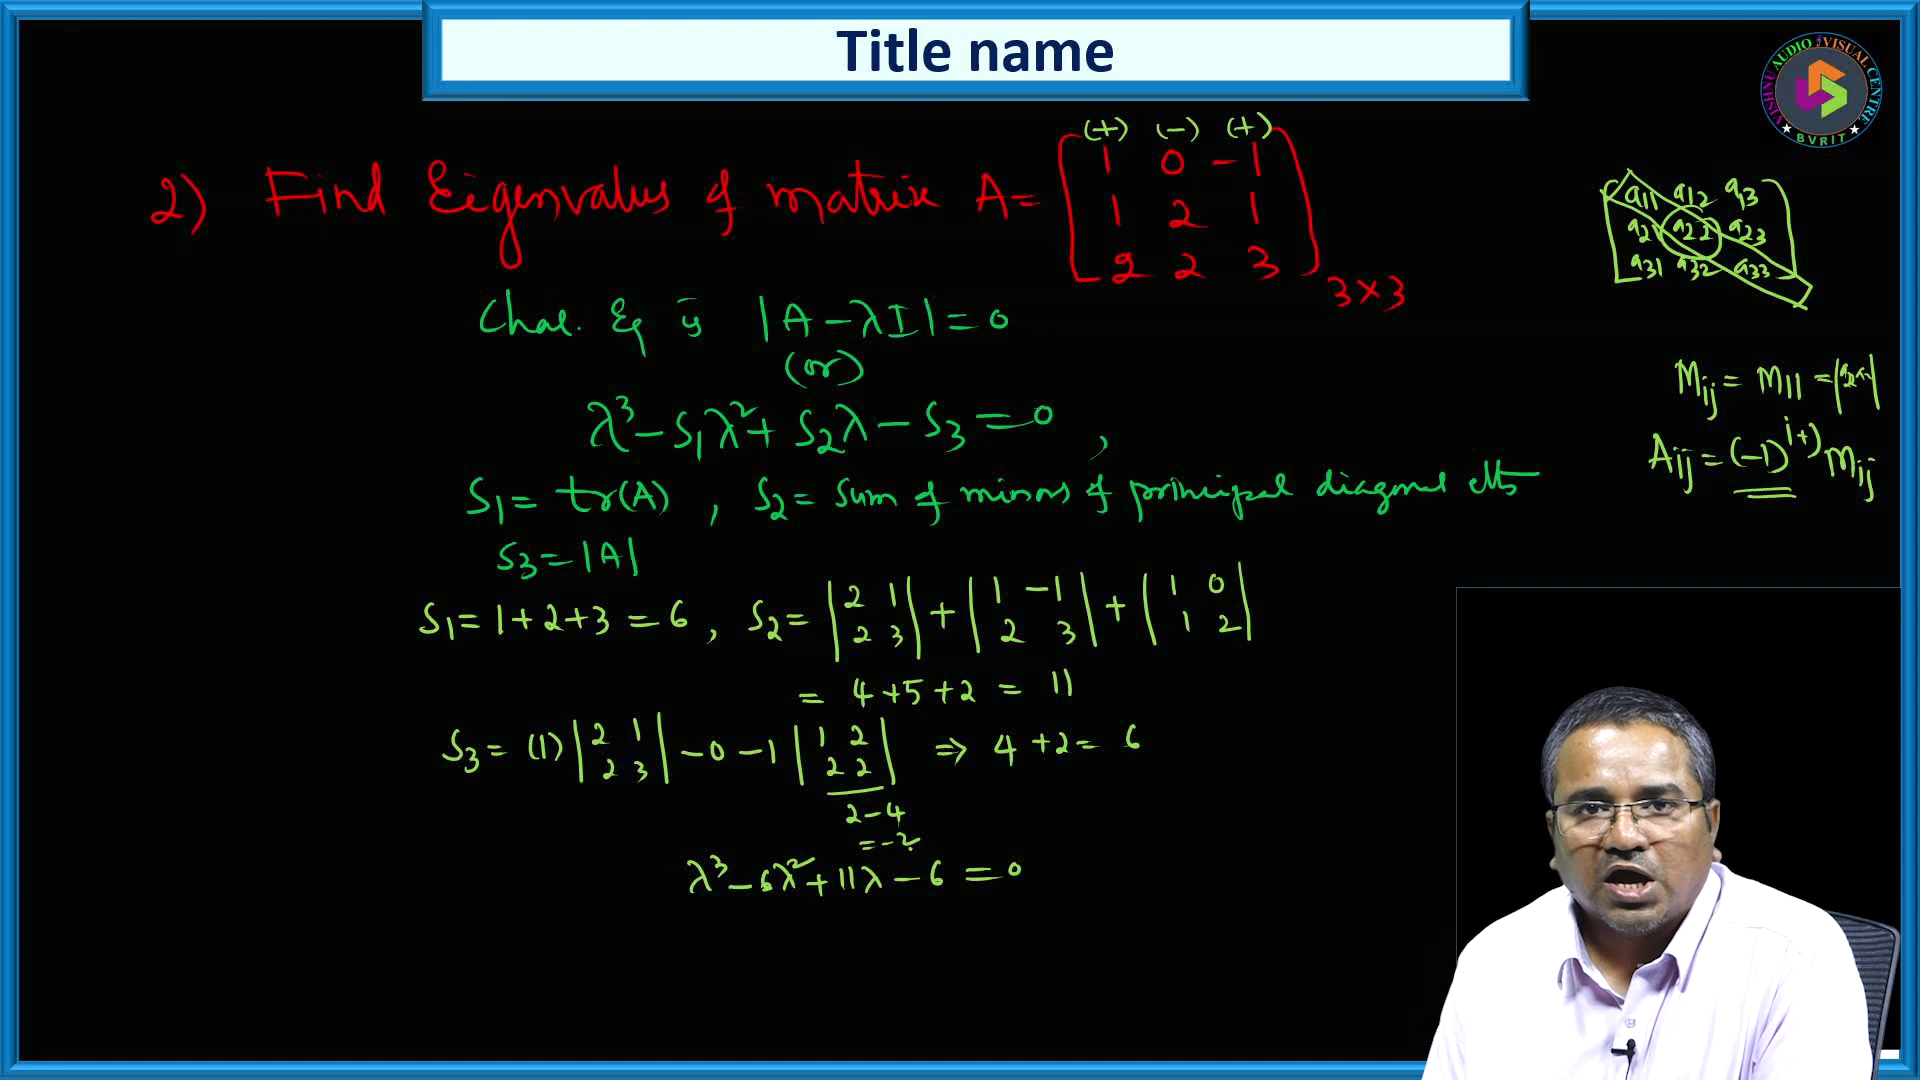 Title name
VISHNU AUDIO VISUAL CENTRE
BVRIT
(+) (-) (+)
2) Find Eigenvalues of matrix A= [1 0 -1
1 2 1
2 2 3] 3×3
a11 a12 a13
a21 a22 a23
a31 a32 a33
Char. Eq is |A-λI|=0
(or)
λ³-S1λ²+S2λ-S3=0,
Mij = M11 =
Aij = (-1)^i+j Mij
S1= tr(A), S2= Sum of minors of principal diagonal elts
S3=|A|
S1=1+2+3=6, S2= |2 1| + |1 -1| + |1 0|
|2 3| |2 3| |1 2|
= 4+5+2 = 11
S3= (1) |2 1| -0 -1 |1 2| ⇒ 4+2= 6
|2 3| |2 2|
2-4
=-2
λ³-6λ²+11λ-6=0